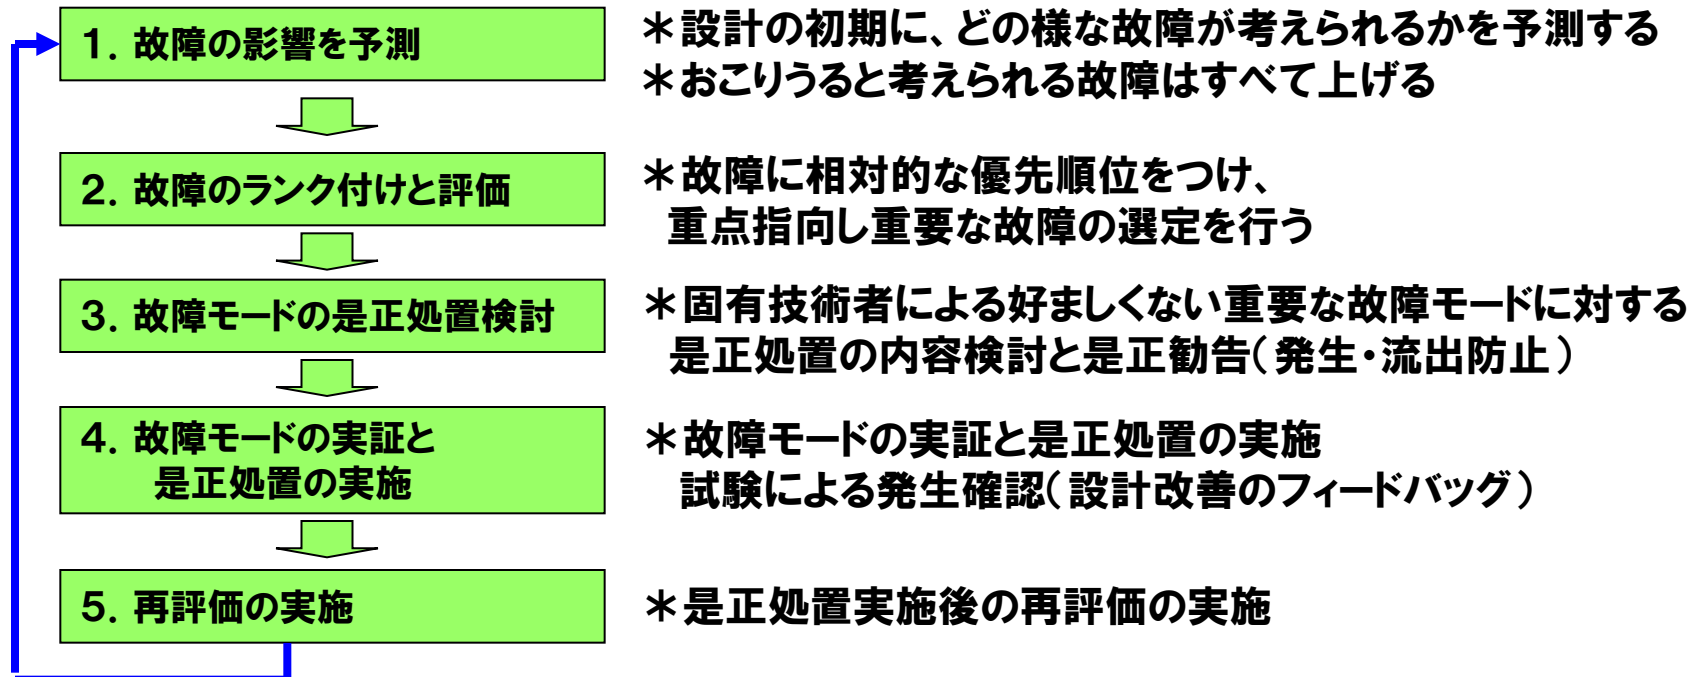 1. 故障の影響を予測
＊設計の初期に、どの様な故障が考えられるかを予測する
＊おこりうると考えられる故障はすべて上げる
2. 故障のランク付けと評価
＊故障に相対的な優先順位をつけ、
重点指向し重要な故障の選定を行う
3. 故障モードの是正処置検討
＊固有技術者による好ましくない重要な故障モードに対する
是正処置の内容検討と是正勧告（発生・流出防止）
4. 故障モードの実証と
是正処置の実施
＊故障モードの実証と是正処置の実施
試験による発生確認（設計改善のフィードバッグ）
5. 再評価の実施
＊是正処置実施後の再評価の実施